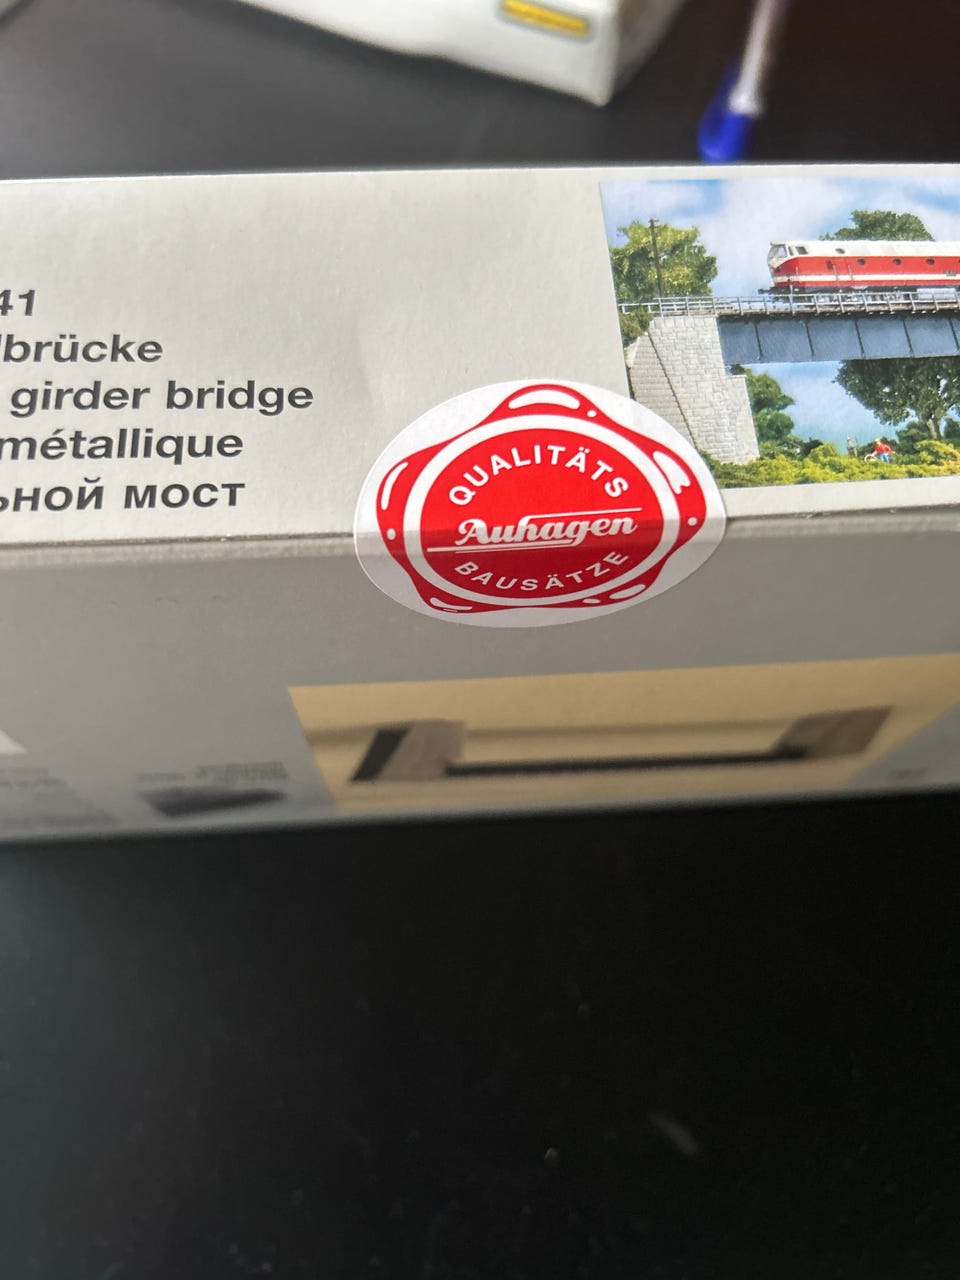 41
lbrücke
girder bridge
métallique
ьной мост
QUALITÄTS
Auhagen
BAUSÄTZE